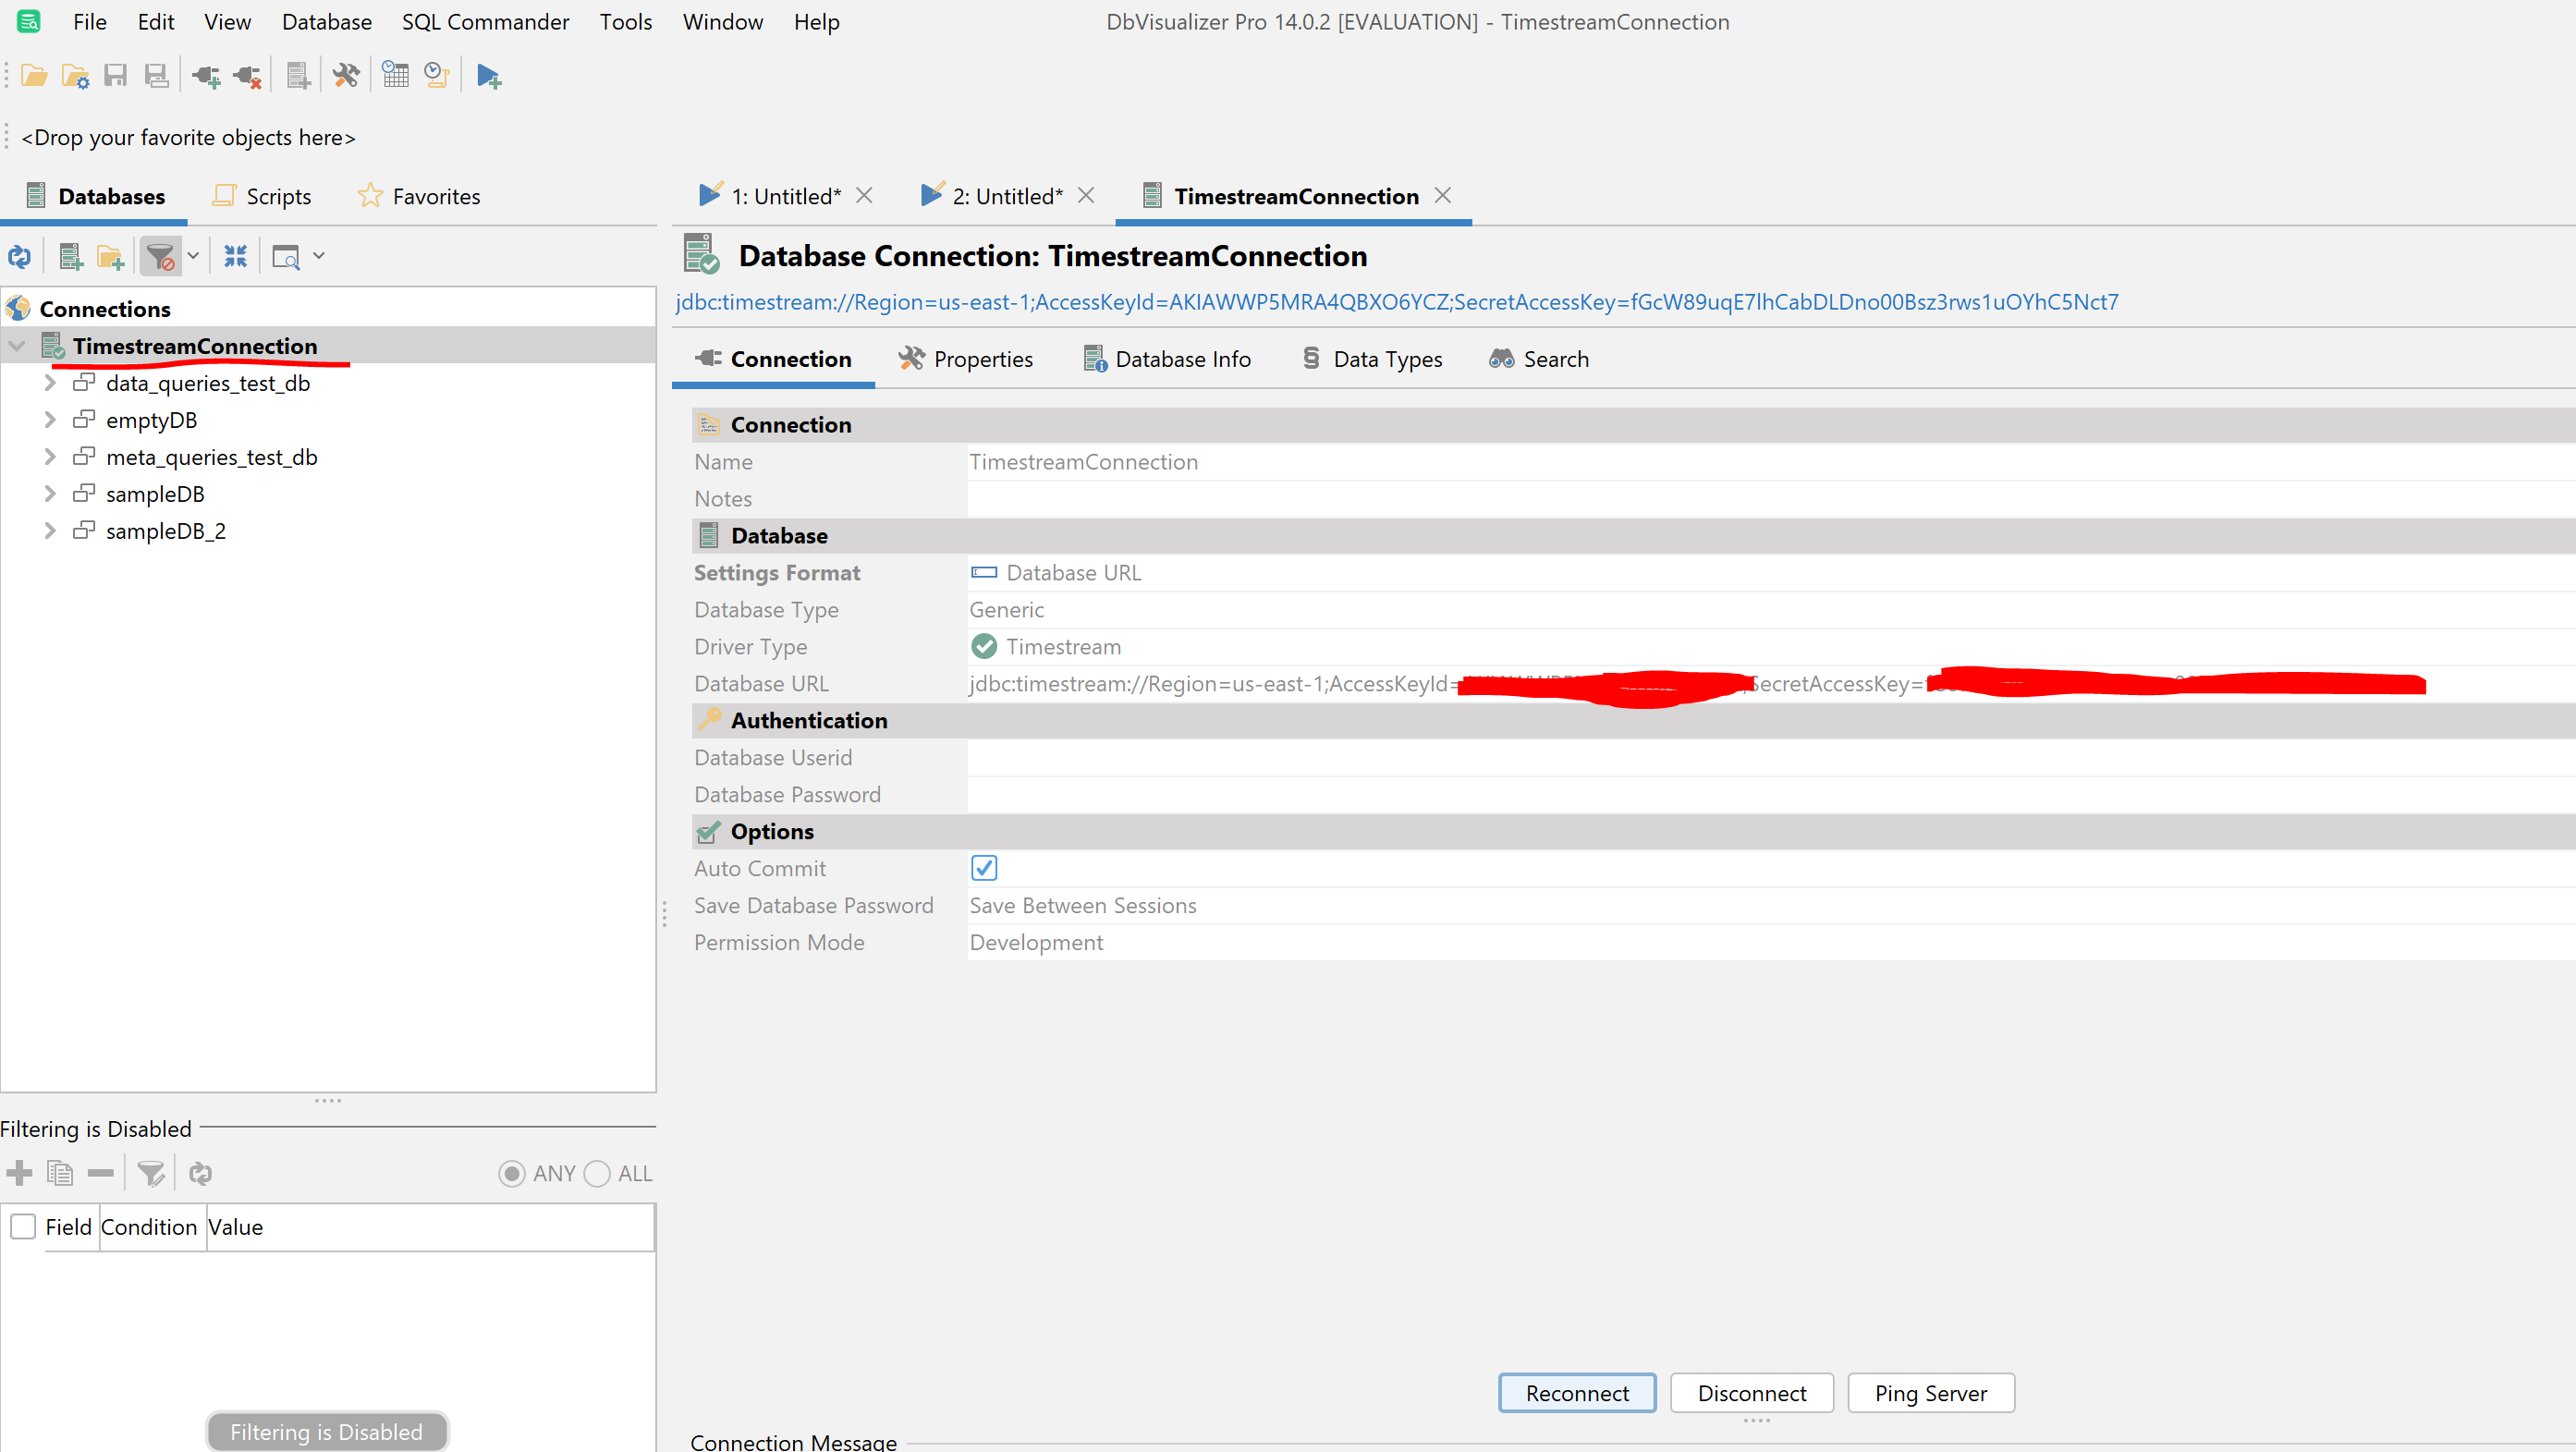 File Edit View Database SQL Commander Tools Window Help
DbVisualizer Pro 14.0.2 [EVALUATION] - TimestreamConnection
<Drop your favorite objects here>
Databases Scripts Favorites
1: Untitled* 2: Untitled* TimestreamConnection
Database Connection: TimestreamConnection
jdbc:timestream://Region=us-east-1;AccessKeyId=[credential omitted];SecretAccessKey=[credential omitted]
Connections
TimestreamConnection
data_queries_test_db
emptyDB
meta_queries_test_db
sampleDB
sampleDB_2
Connection Properties Database Info Data Types Search
Connection
Name TimestreamConnection
Notes
Database
Settings Format Database URL
Database Type Generic
Driver Type Timestream
Database URL jdbc:timestream://Region=us-east-1;AccessKeyId= SecretAccessKey=
Authentication
Database Userid
Database Password
Options
Auto Commit
Save Database Password Save Between Sessions
Permission Mode Development
Filtering is Disabled
ANY ALL
Field Condition Value
Filtering is Disabled
Reconnect Disconnect Ping Server
Connection Message